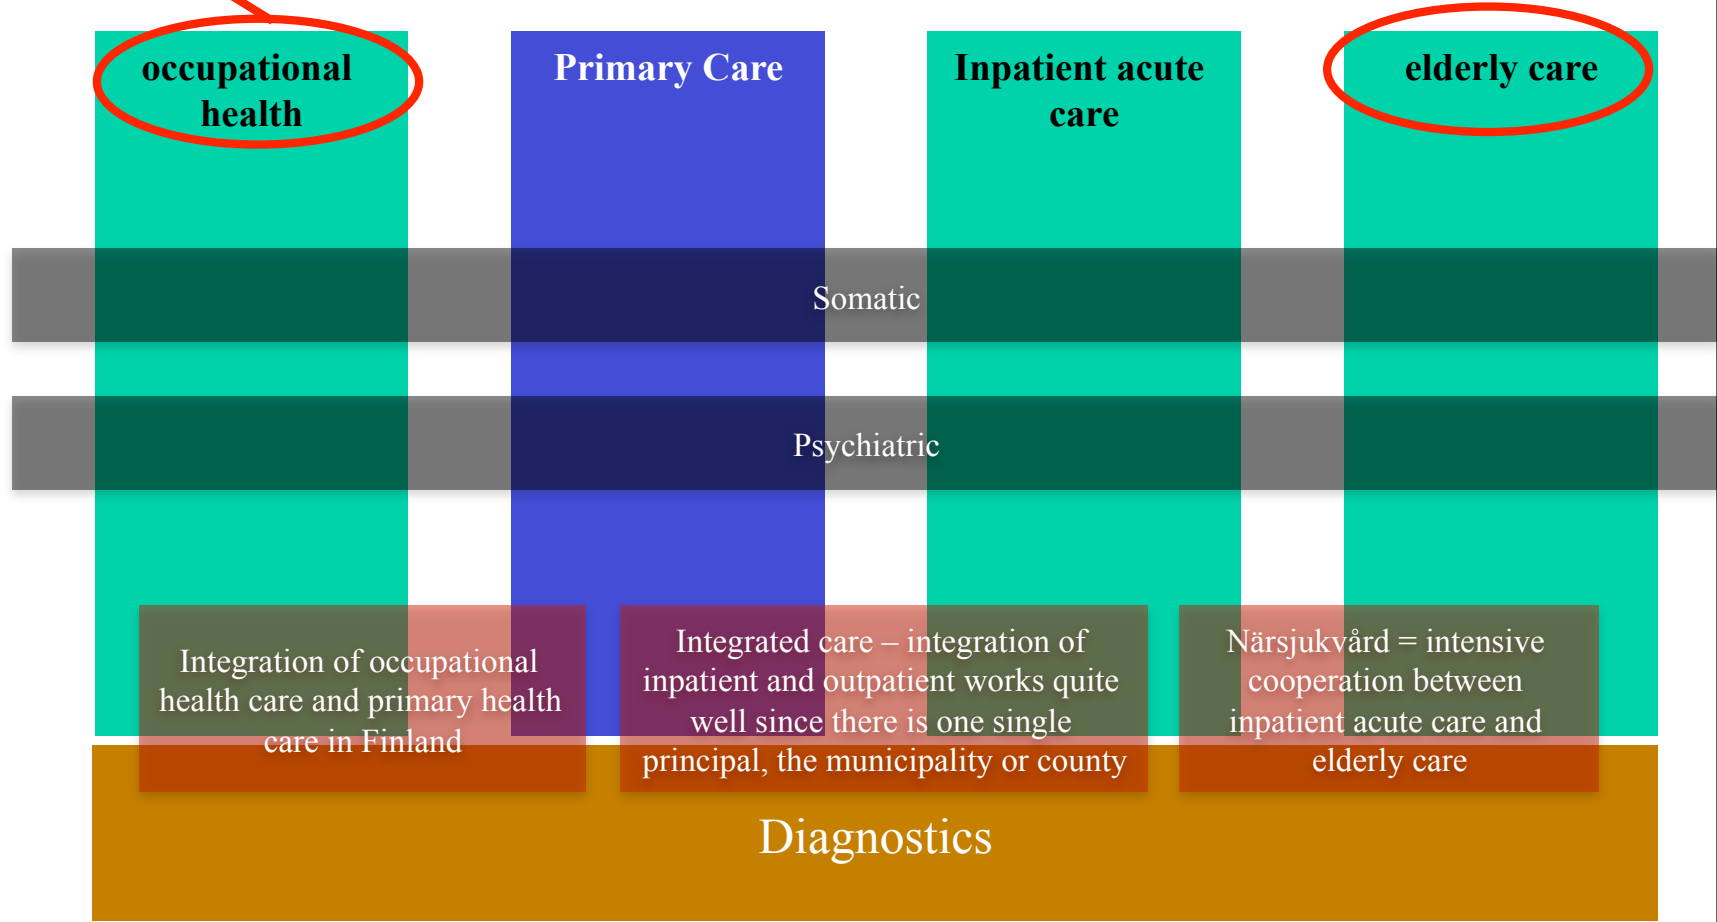 occupational
health
Primary Care
Inpatient acute
care
elderly care
Somatic
Psychiatric
Integration of occupational
health care and primary health
care in Finland
Integrated care – integration of
inpatient and outpatient works quite
well since there is one single
principal, the municipality or county
Närsjukvård = intensive
cooperation between
inpatient acute care and
elderly care
Diagnostics